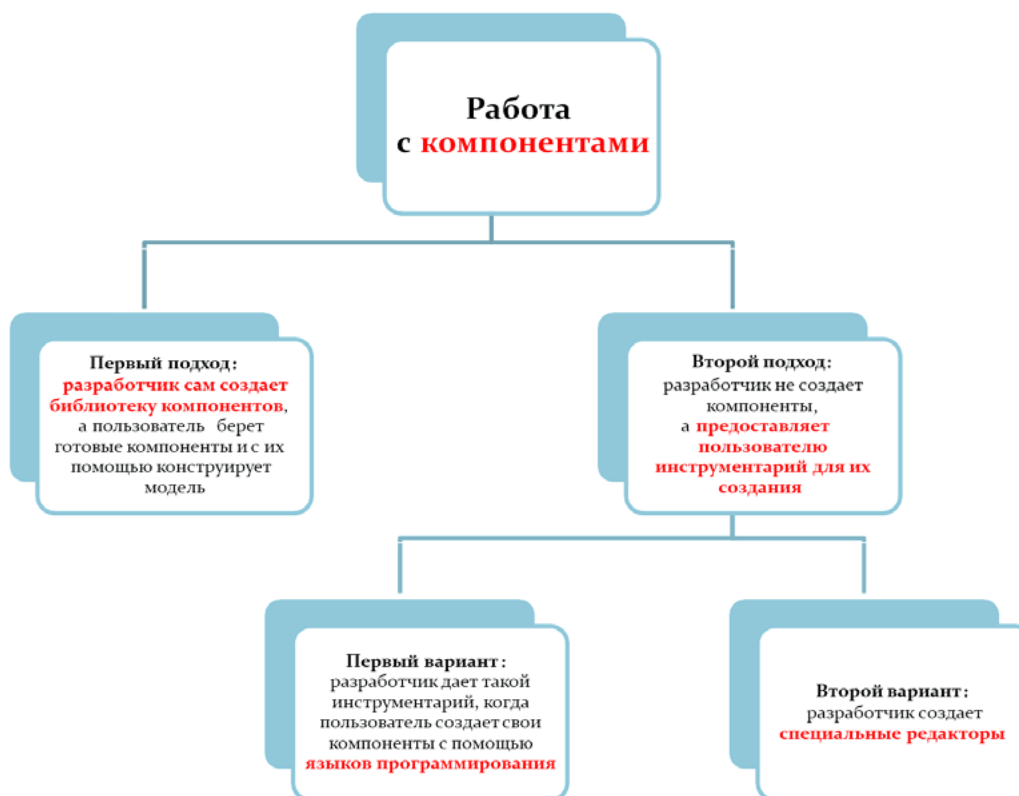 Работа
с компонентами
Первый подход:
разработчик сам создает
библиотеку компонентов,
а пользователь берет
готовые компоненты и с их
помощью конструирует
модель
Второй подход:
разработчик не создает
компоненты,
а предоставляет
пользователю
инструментарий для их
создания
Первый вариант:
разработчик дает такой
инструментарий, когда
пользователь создает свои
компоненты с помощью
языков программирования
Второй вариант:
разработчик создает
специальные редакторы